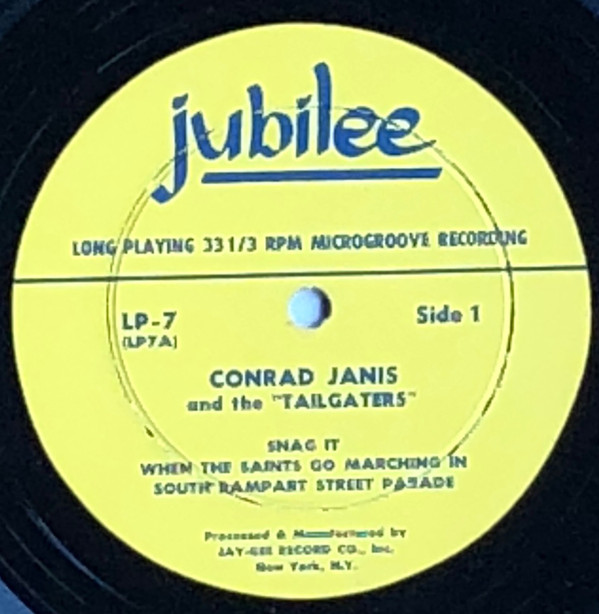 jubilee
LONG PLAYING 33 1/3 RPM MICROGROOVE RECORDING
LP-7 Side 1
(LP7A)
CONRAD JANIS
and the "TAILGATERS"
SNAG IT
WHEN THE SAINTS GO MARCHING IN
SOUTH RAMPART STREET PARADE
Processed & Manufactured by
JAY-GEE RECORD CO., Inc.
New York, N.Y.